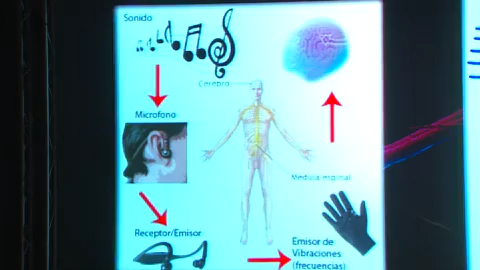 Sonido
Cerebro
Microfono
Medula espinal
Receptor/Emisor
Emisor de
Vibraciones
(frecuencias)